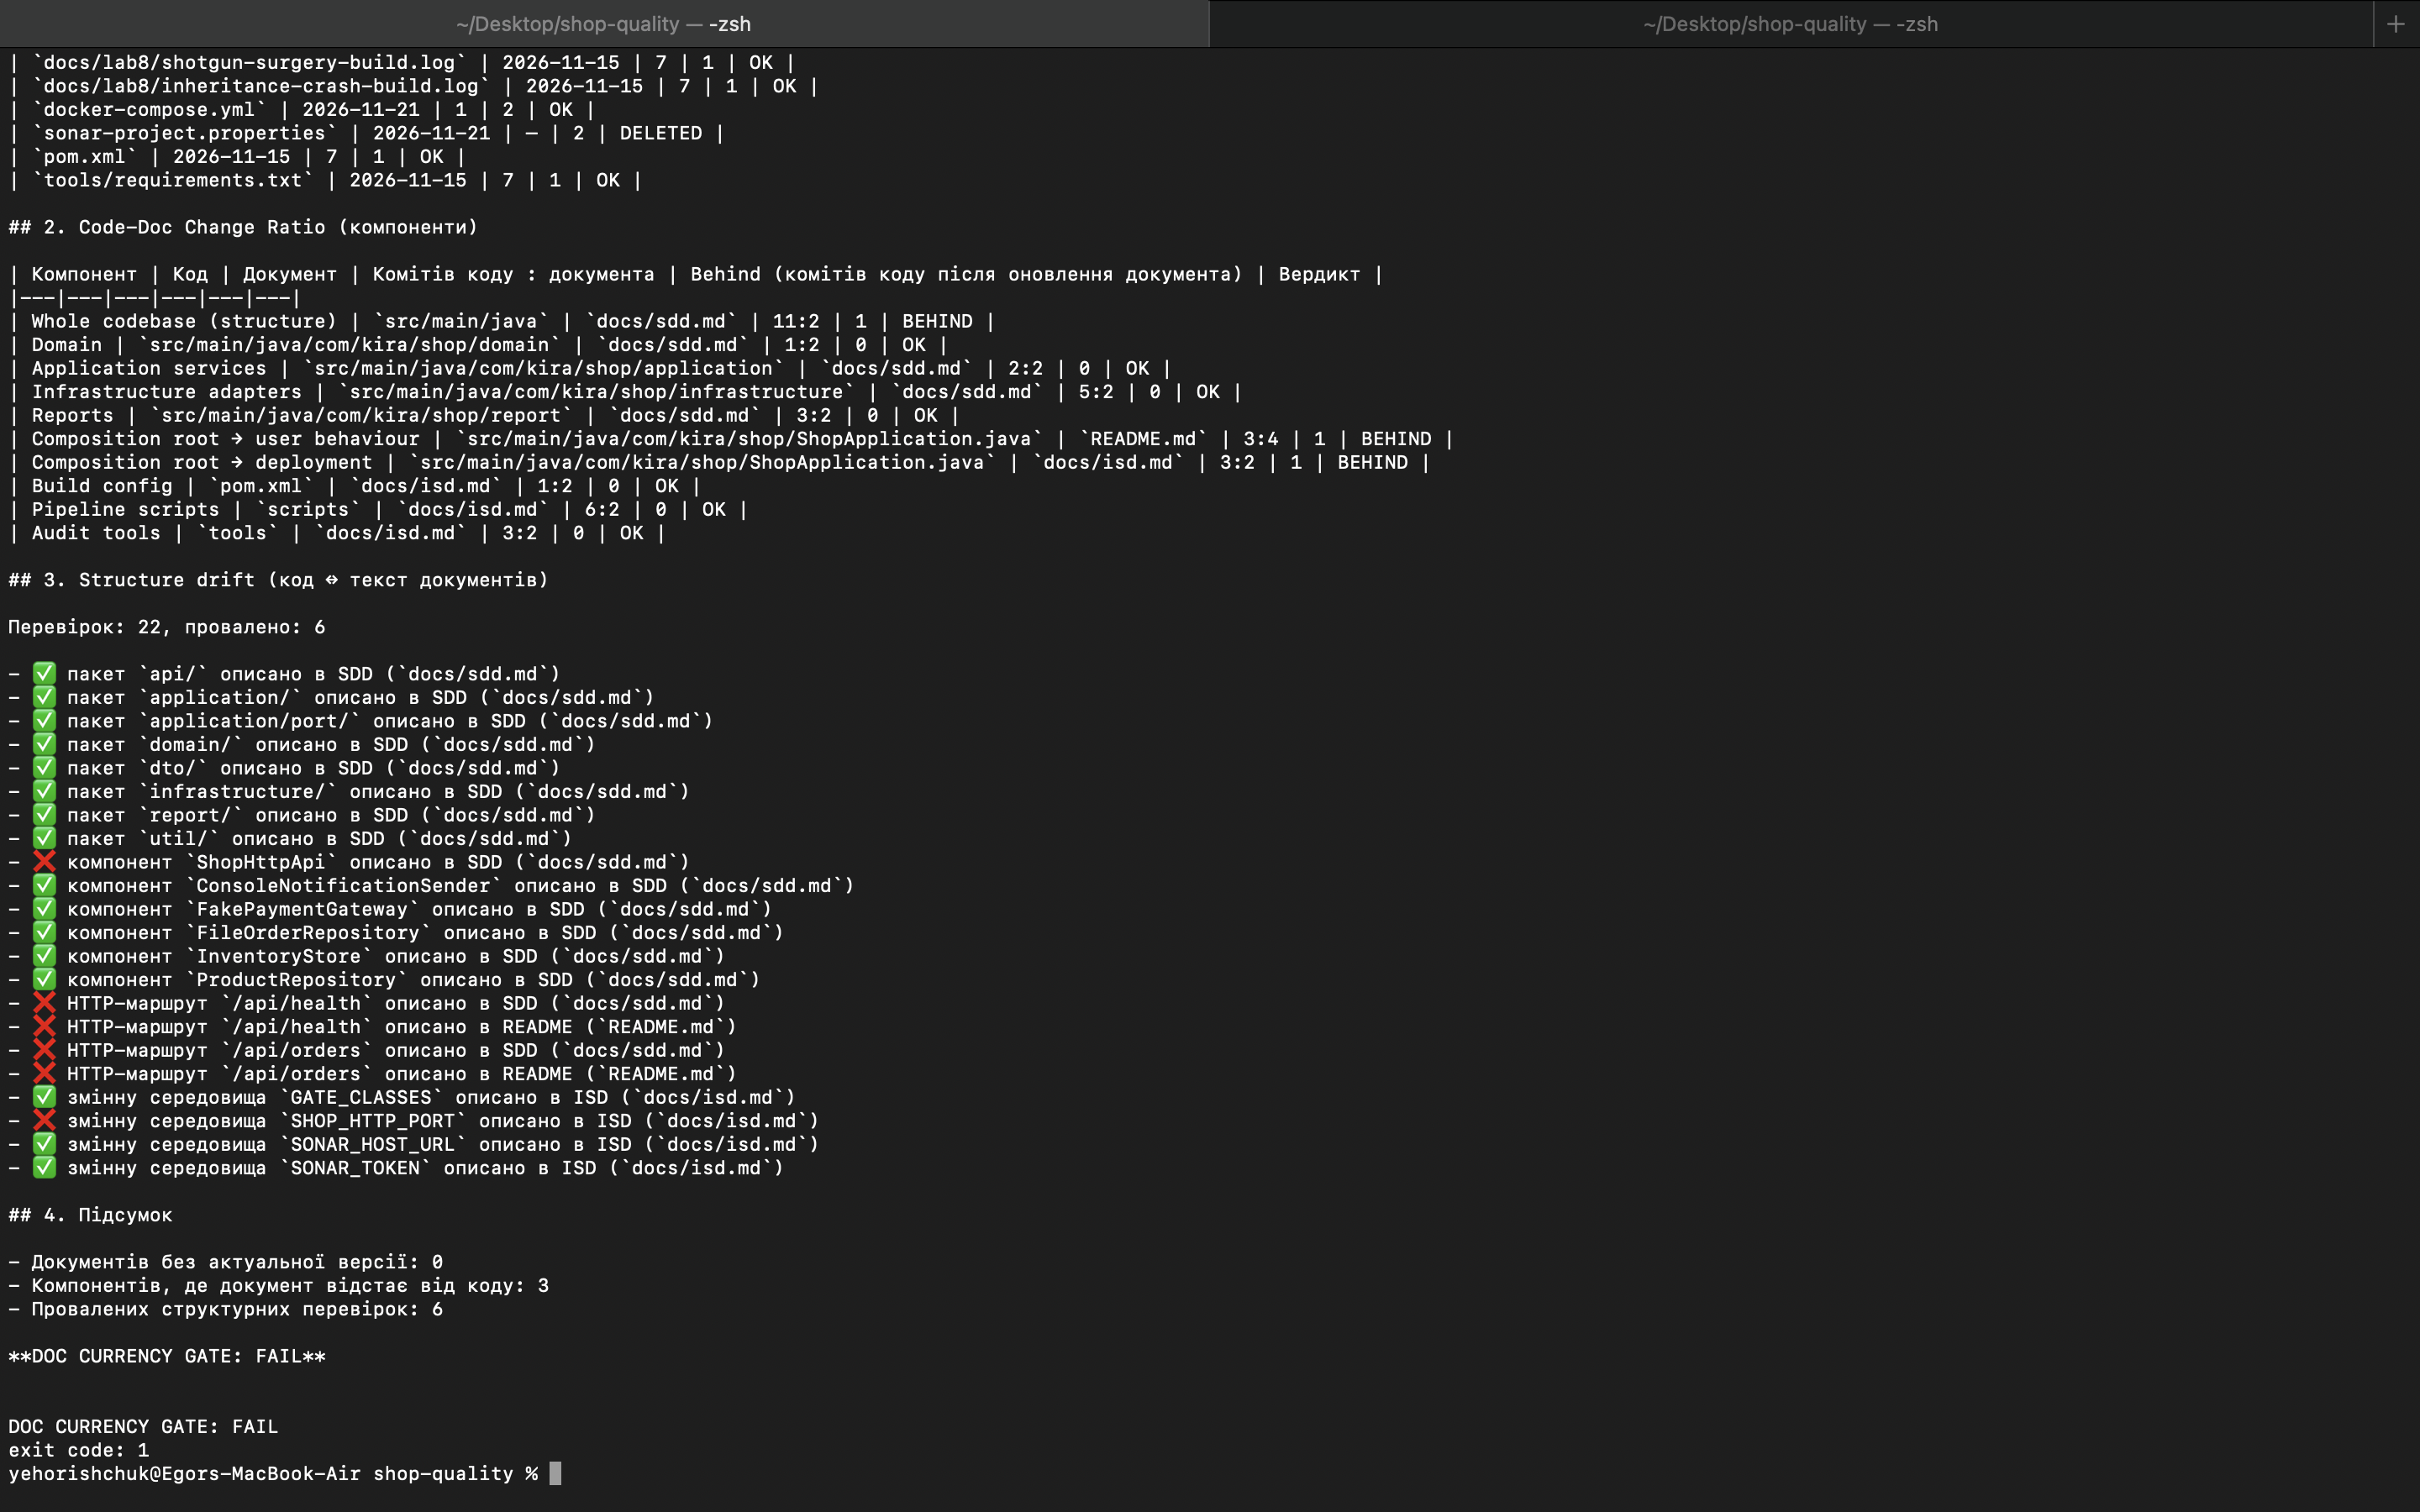 ~/Desktop/shop-quality — -zsh
~/Desktop/shop-quality — -zsh
+
| `docs/lab8/shotgun-surgery-build.log` | 2026-11-15 | 7 | 1 | OK |
| `docs/lab8/inheritance-crash-build.log` | 2026-11-15 | 7 | 1 | OK |
| `docker-compose.yml` | 2026-11-21 | 1 | 2 | OK |
| `sonar-project.properties` | 2026-11-21 | — | 2 | DELETED |
| `pom.xml` | 2026-11-15 | 7 | 1 | OK |
| `tools/requirements.txt` | 2026-11-15 | 7 | 1 | OK |
## 2. Code-Doc Change Ratio (компоненти)
| Компонент | Код | Документ | Комітів коду : документа | Behind (комітів коду після оновлення документа) | Вердикт |
|---|---|---|---|---|---|
| Whole codebase (structure) | `src/main/java` | `docs/sdd.md` | 11:2 | 1 | BEHIND |
| Domain | `src/main/java/com/kira/shop/domain` | `docs/sdd.md` | 1:2 | 0 | OK |
| Application services | `src/main/java/com/kira/shop/application` | `docs/sdd.md` | 2:2 | 0 | OK |
| Infrastructure adapters | `src/main/java/com/kira/shop/infrastructure` | `docs/sdd.md` | 5:2 | 0 | OK |
| Reports | `src/main/java/com/kira/shop/report` | `docs/sdd.md` | 3:2 | 0 | OK |
| Composition root → user behaviour | `src/main/java/com/kira/shop/ShopApplication.java` | `README.md` | 3:4 | 1 | BEHIND |
| Composition root → deployment | `src/main/java/com/kira/shop/ShopApplication.java` | `docs/isd.md` | 3:2 | 1 | BEHIND |
| Build config | `pom.xml` | `docs/isd.md` | 1:2 | 0 | OK |
| Pipeline scripts | `scripts` | `docs/isd.md` | 6:2 | 0 | OK |
| Audit tools | `tools` | `docs/isd.md` | 3:2 | 0 | OK |
## 3. Structure drift (код ↔ текст документів)
Перевірок: 22, провалено: 6
- ✅ пакет `api/` описано в SDD (`docs/sdd.md`)
- ✅ пакет `application/` описано в SDD (`docs/sdd.md`)
- ✅ пакет `application/port/` описано в SDD (`docs/sdd.md`)
- ✅ пакет `domain/` описано в SDD (`docs/sdd.md`)
- ✅ пакет `dto/` описано в SDD (`docs/sdd.md`)
- ✅ пакет `infrastructure/` описано в SDD (`docs/sdd.md`)
- ✅ пакет `report/` описано в SDD (`docs/sdd.md`)
- ✅ пакет `util/` описано в SDD (`docs/sdd.md`)
- ❌ компонент `ShopHttpApi` описано в SDD (`docs/sdd.md`)
- ✅ компонент `ConsoleNotificationSender` описано в SDD (`docs/sdd.md`)
- ✅ компонент `FakePaymentGateway` описано в SDD (`docs/sdd.md`)
- ✅ компонент `FileOrderRepository` описано в SDD (`docs/sdd.md`)
- ✅ компонент `InventoryStore` описано в SDD (`docs/sdd.md`)
- ✅ компонент `ProductRepository` описано в SDD (`docs/sdd.md`)
- ❌ HTTP-маршрут `/api/health` описано в SDD (`docs/sdd.md`)
- ❌ HTTP-маршрут `/api/health` описано в README (`README.md`)
- ❌ HTTP-маршрут `/api/orders` описано в SDD (`docs/sdd.md`)
- ❌ HTTP-маршрут `/api/orders` описано в README (`README.md`)
- ✅ змінну середовища `GATE_CLASSES` описано в ISD (`docs/isd.md`)
- ❌ змінну середовища `SHOP_HTTP_PORT` описано в ISD (`docs/isd.md`)
- ✅ змінну середовища `SONAR_HOST_URL` описано в ISD (`docs/isd.md`)
- ✅ змінну середовища `SONAR_TOKEN` описано в ISD (`docs/isd.md`)
## 4. Підсумок
- Документів без актуальної версії: 0
- Компонентів, де документ відстає від коду: 3
- Провалених структурних перевірок: 6
**DOC CURRENCY GATE: FAIL**
DOC CURRENCY GATE: FAIL
exit code: 1
yehorishchuk@Egors-MacBook-Air shop-quality %